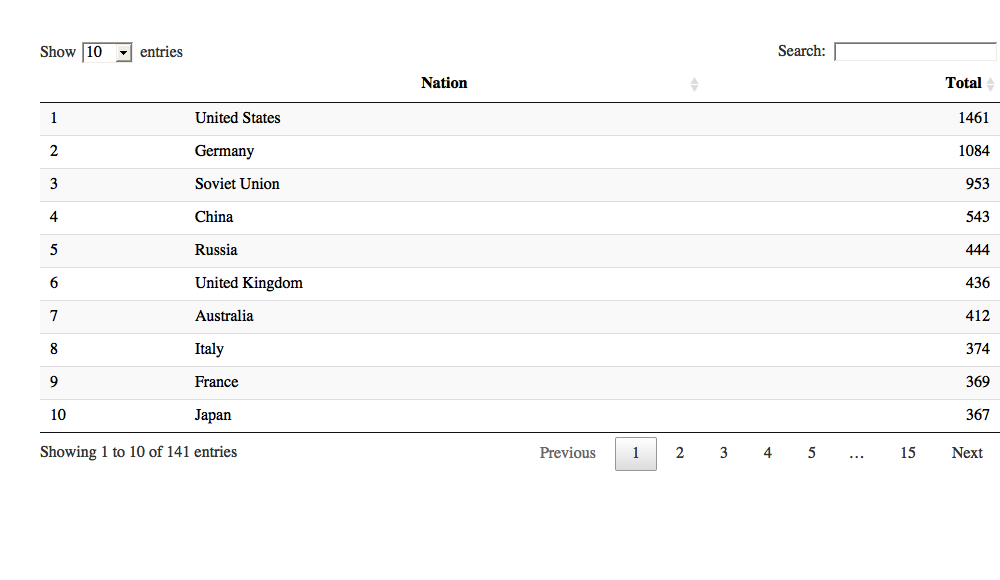 Show 10 entries Search:
Nation Total
1 United States 1461
2 Germany 1084
3 Soviet Union 953
4 China 543
5 Russia 444
6 United Kingdom 436
7 Australia 412
8 Italy 374
9 France 369
10 Japan 367
Showing 1 to 10 of 141 entries Previous 1 2 3 4 5 … 15 Next